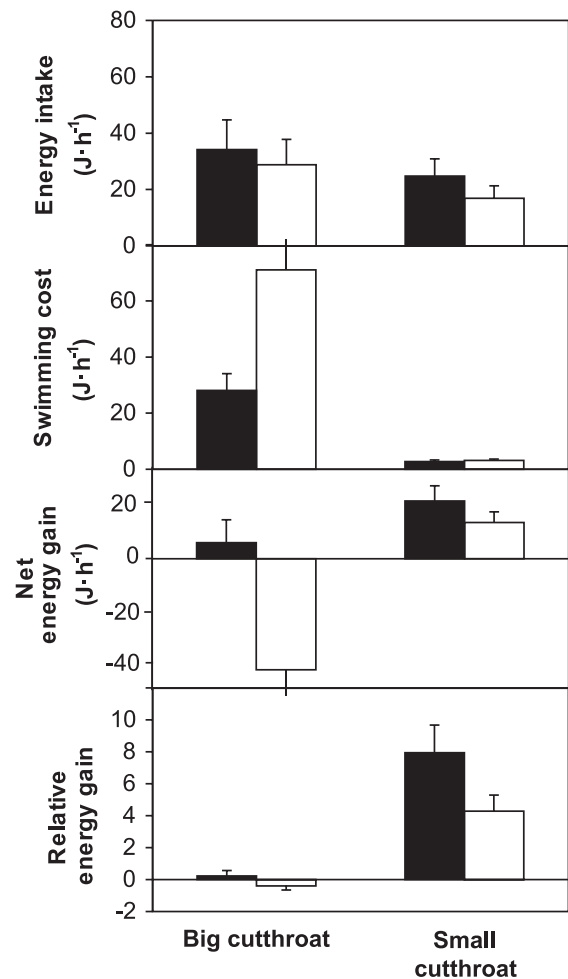 Energy intake
(J·h⁻¹)
80
60
40
20
0
Swimming cost
(J·h⁻¹)
60
40
20
0
Net
energy gain
(J·h⁻¹)
20
0
-20
-40
Relative
energy gain
10
8
6
4
2
0
-2
Big cutthroat
Small
cutthroat